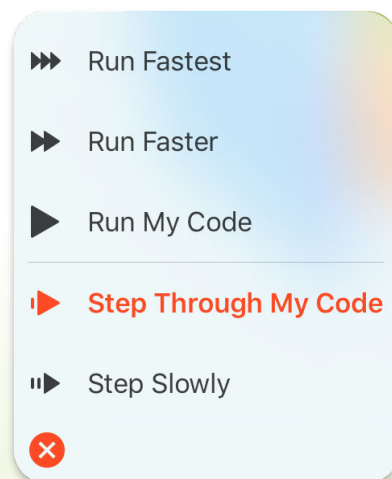 Run Fastest
Run Faster
Run My Code
Step Through My Code
Step Slowly